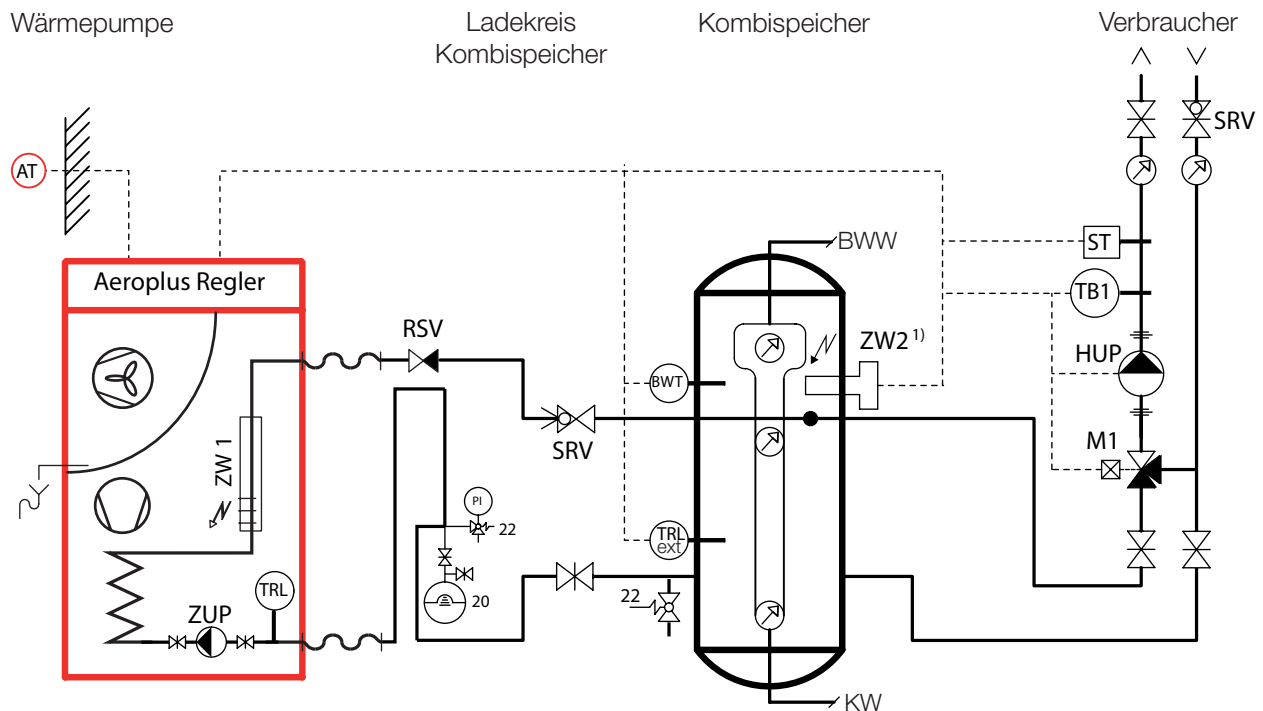 Wärmepumpe
Ladekreis
Kombispeicher
Kombispeicher
Verbraucher
SRV
AT
BWW
ST
Aeroplus Regler
TB1
RSV
ZW2 1)
HUP
BWT
SRV
M1
ZW 1
PI
22
TRL
ext
TRL
22
20
ZUP
KW